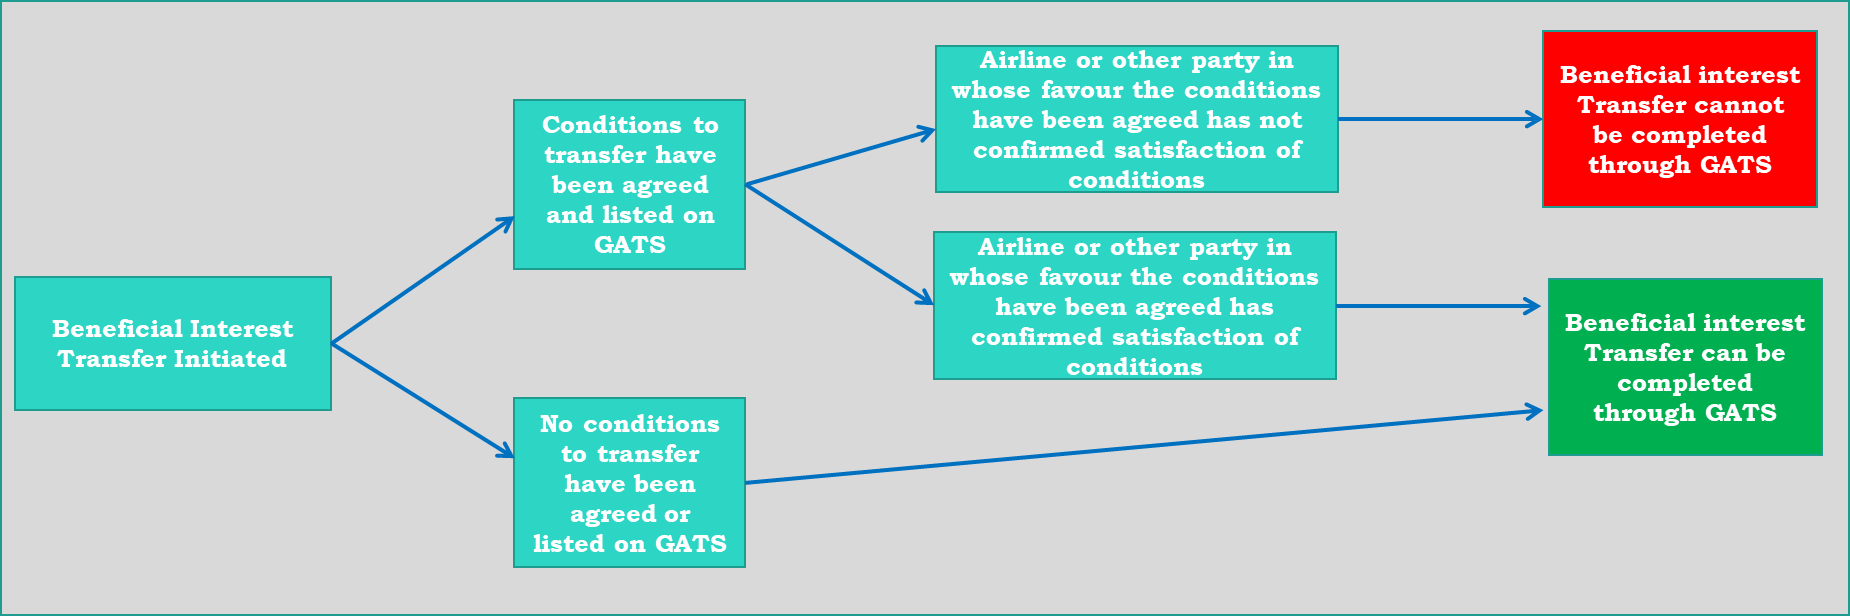 Beneficial Interest
Transfer Initiated
Conditions to
transfer have
been agreed
and listed on
GATS
No conditions
to transfer
have been
agreed or
listed on GATS
Airline or other party in
whose favour the conditions
have been agreed has not
confirmed satisfaction of
conditions
Airline or other party in
whose favour the conditions
have been agreed has
confirmed satisfaction of
conditions
Beneficial interest
Transfer cannot
be completed
through GATS
Beneficial interest
Transfer can be
completed
through GATS